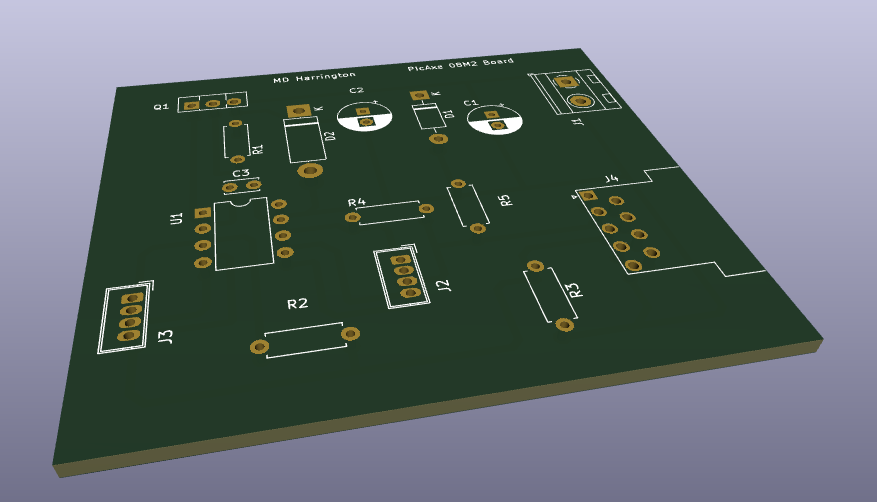 MD Harrington
PicAxe 08M2 Board
Q1
C2
K
K
C1
D1
D2
J1
R1
C3
U1
R4
R5
J4
J2
R3
R2
J3